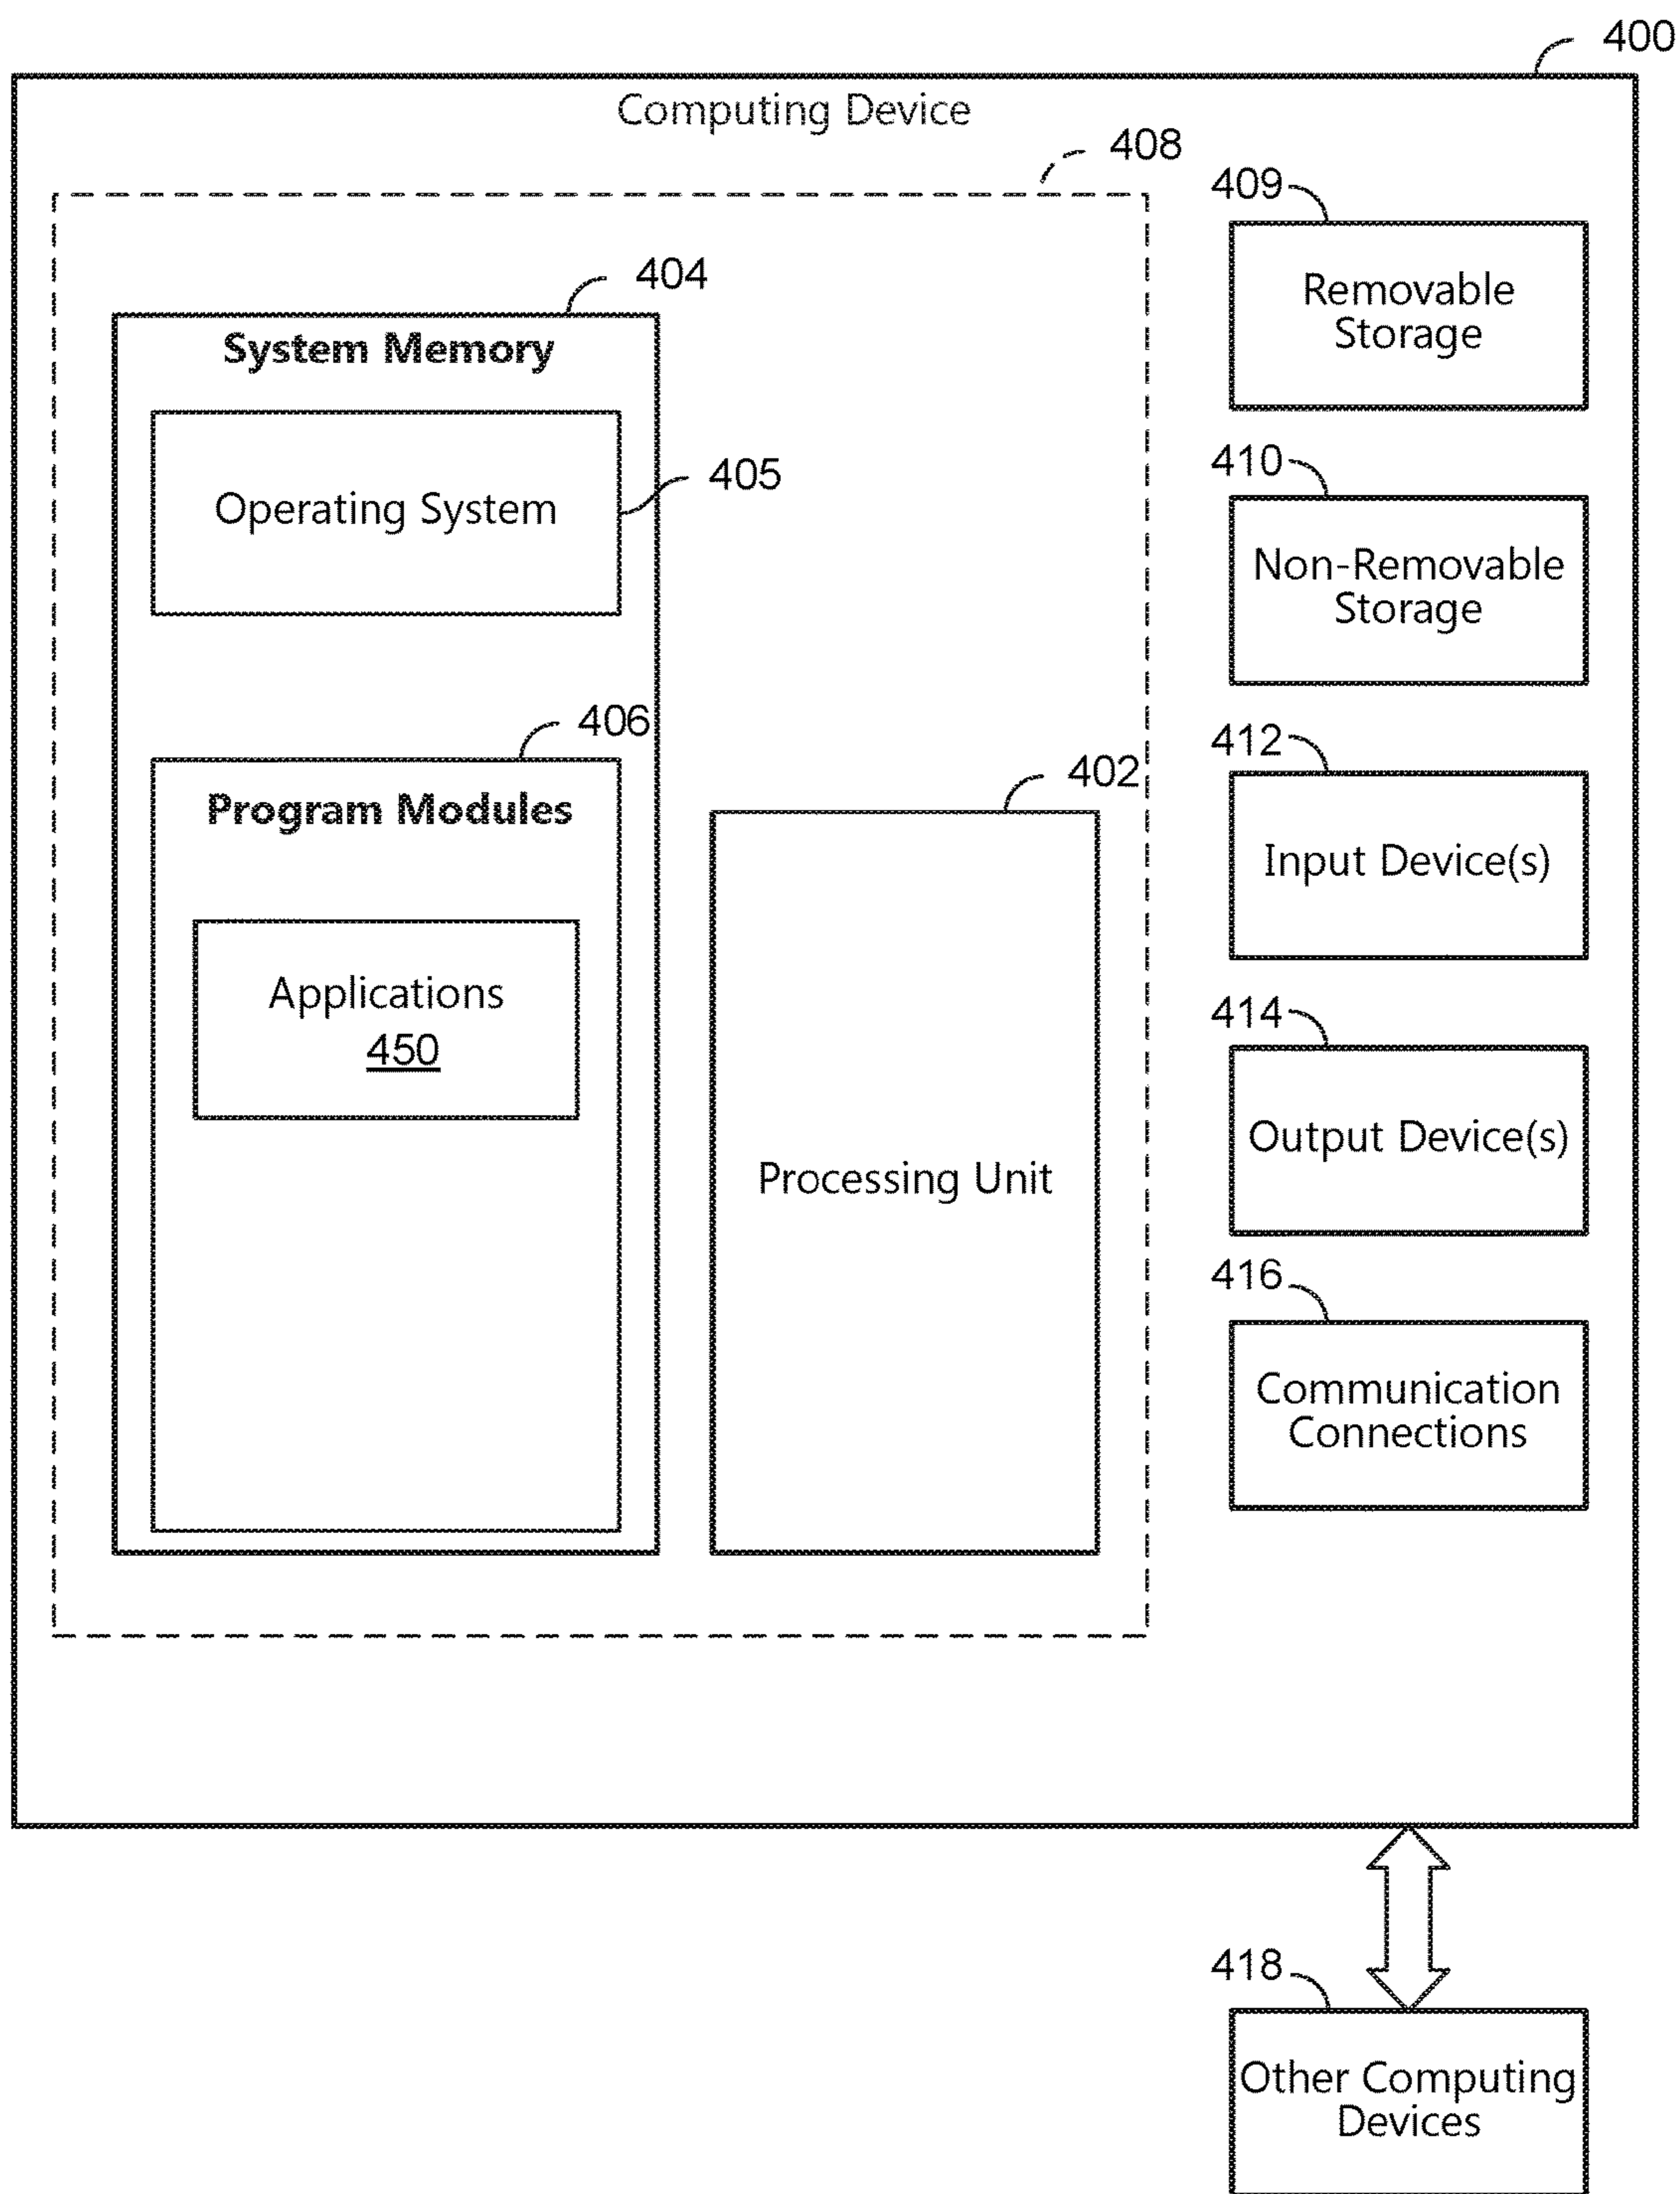 400
Computing Device
408
409
Removable
Storage
404
System Memory
Operating System
405
410
Non-Removable
Storage
406
Program Modules
Applications
450
402
Processing Unit
412
Input Device(s)
414
Output Device(s)
416
Communication
Connections
418
Other Computing
Devices